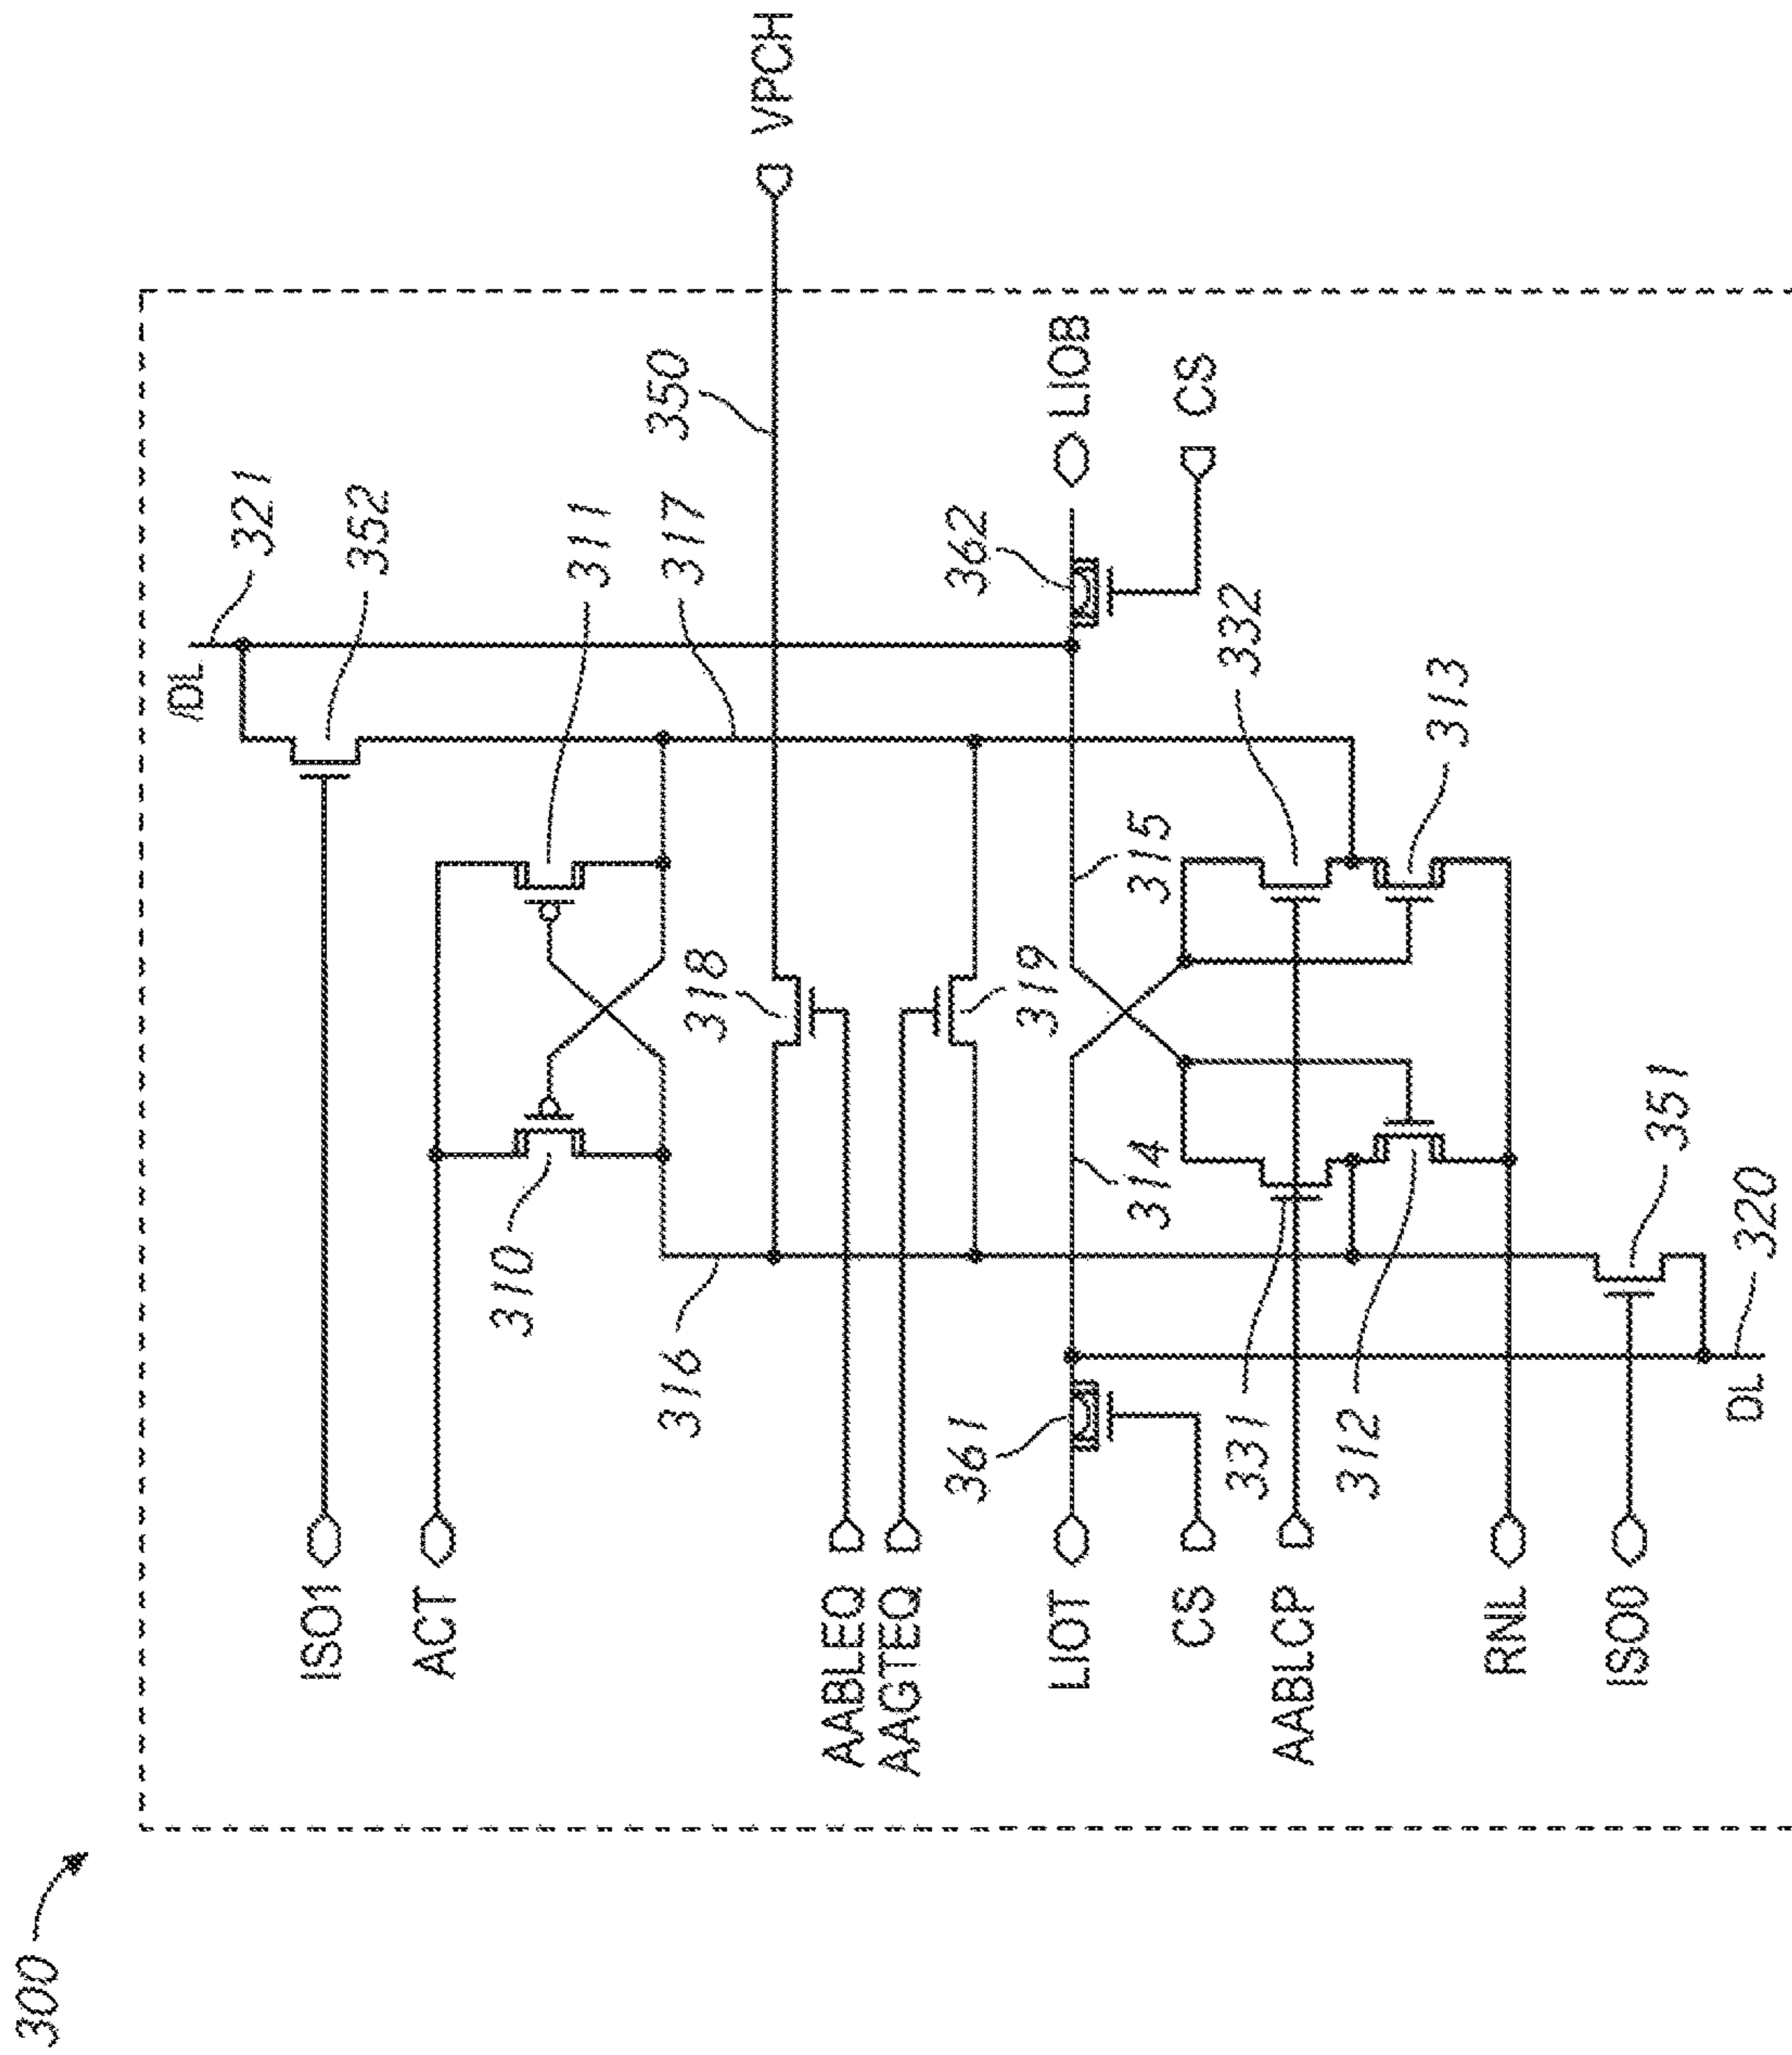 300
/DL
321
ISO1
352
ACT
310
311
316
317
350
318
VPCH
AABLEQ
AAGTEQ
361
362
319
LIOT
LIOB
314
315
CS
CS
331
332
AABLCP
312
313
RNL
ISO0
351
DL
320